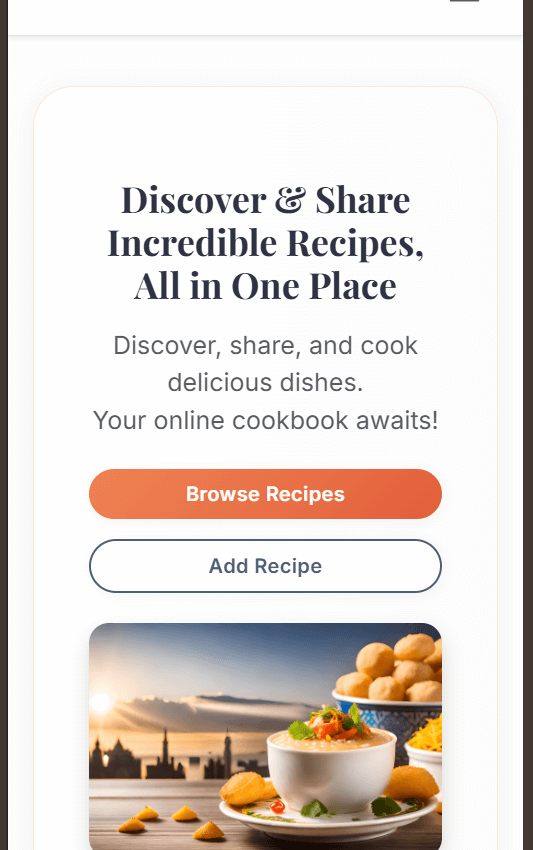 Discover & Share
Incredible Recipes,
All in One Place
Discover, share, and cook
delicious dishes.
Your online cookbook awaits!
Browse Recipes
Add Recipe